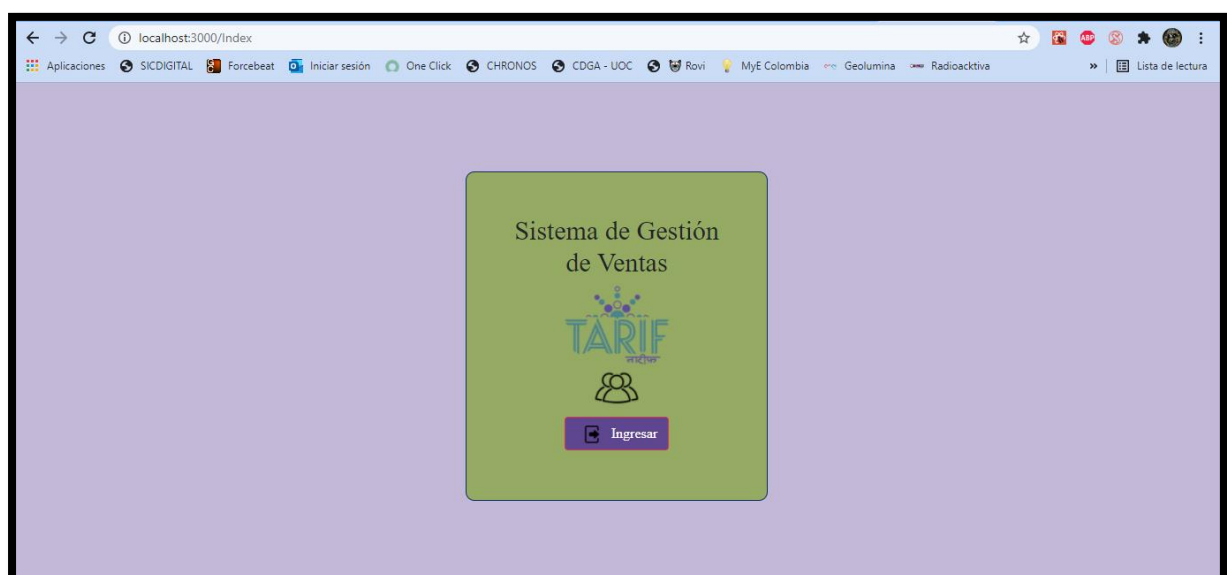 localhost:3000/Index
ABP
Aplicaciones SICDIGITAL Forcebeat Iniciar sesión One Click CHRONOS CDGA - UOC Rovi MyE Colombia Geolumina Radioacktiva » Lista de lectura
Sistema de Gestión
de Ventas
TARIF
तारीफ
Ingresar